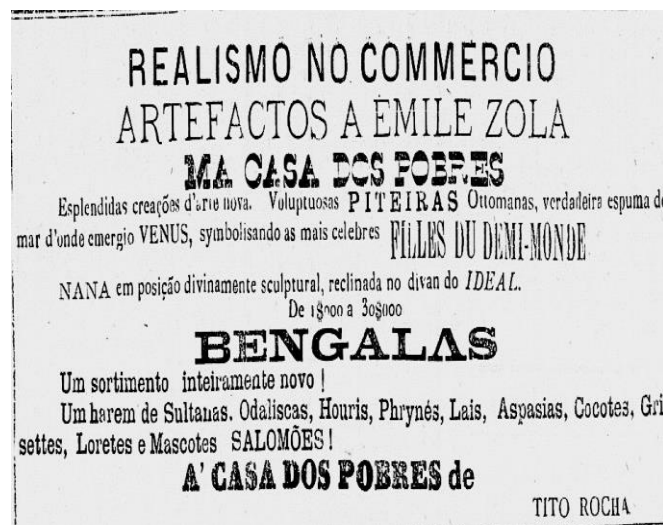 REALISMO NO COMMERCIO
ARTEFACTOS A EMILE ZOLA
MA CASA DOS POBRES
Esplendidas creações d'arte nova. Voluptuosas PITEIRAS Ottomanas, verdadeira espuma do
mar d'onde emergio VENUS, symbolisando as mais celebres FILLES DU DEMI-MONDE
NANA em posição divinamente sculptural, reclinada no divan do IDEAL.
De 1$000 a 30$000
BENGALAS
Um sortimento inteiramente novo !
Um harem de Sultanas. Odaliscas, Houris, Phrynés, Lais, Aspasias, Cocotes, Gri
settes, Loretes e Mascotes SALOMÕES !
A' CASA DOS POBRES de
TITO ROCHA